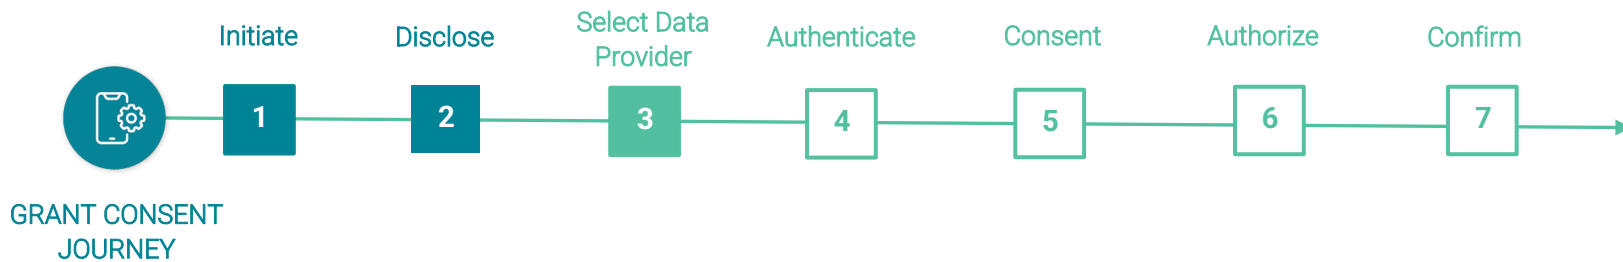 Initiate
Disclose
Select Data
Provider
Authenticate
Consent
Authorize
Confirm
1
2
3
4
5
6
7
GRANT CONSENT
JOURNEY